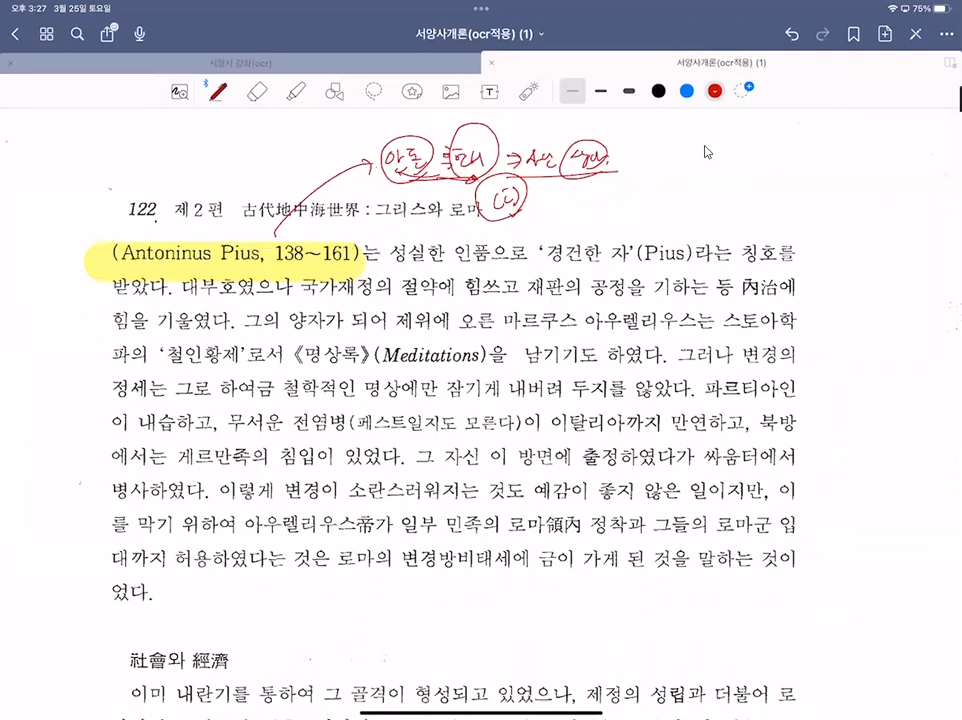 오후 3:27 3월 25일 토요일
75%
서양사개론(ocr적용) (1)
서양사 강좌(ocr)
서양사개론(ocr적용) (1)
안돈
(i)
122 제2편 古代地中海世界: 그리스와 로마
(Antoninus Pius, 138~161)는 성실한 인품으로 ‘경건한 자’(Pius)라는 칭호를
받았다. 대부호였으나 국가재정의 절약에 힘쓰고 재판의 공정을 기하는 등 內治에
힘을 기울였다. 그의 양자가 되어 제위에 오른 마르쿠스 아우렐리우스는 스토아학
파의 ‘철인황제’로서 《명상록》(Meditations)을 남기기도 하였다. 그러나 변경의
정세는 그로 하여금 철학적인 명상에만 잠기게 내버려 두지를 않았다. 파르티아인
이 내습하고, 무서운 전염병(페스트일지도 모른다)이 이탈리아까지 만연하고, 북방
에서는 게르만족의 침입이 있었다. 그 자신 이 방면에 출정하였다가 싸움터에서
병사하였다. 이렇게 변경이 소란스러워지는 것도 예감이 좋지 않은 일이지만, 이
를 막기 위하여 아우렐리우스帝가 일부 민족의 로마領內 정착과 그들의 로마군 입
대까지 허용하였다는 것은 로마의 변경방비태세에 금이 가게 된 것을 말하는 것이
었다.
社會와 經濟
이미 내란기를 통하여 그 골격이 형성되고 있었으나, 제정의 성립과 더불어 로